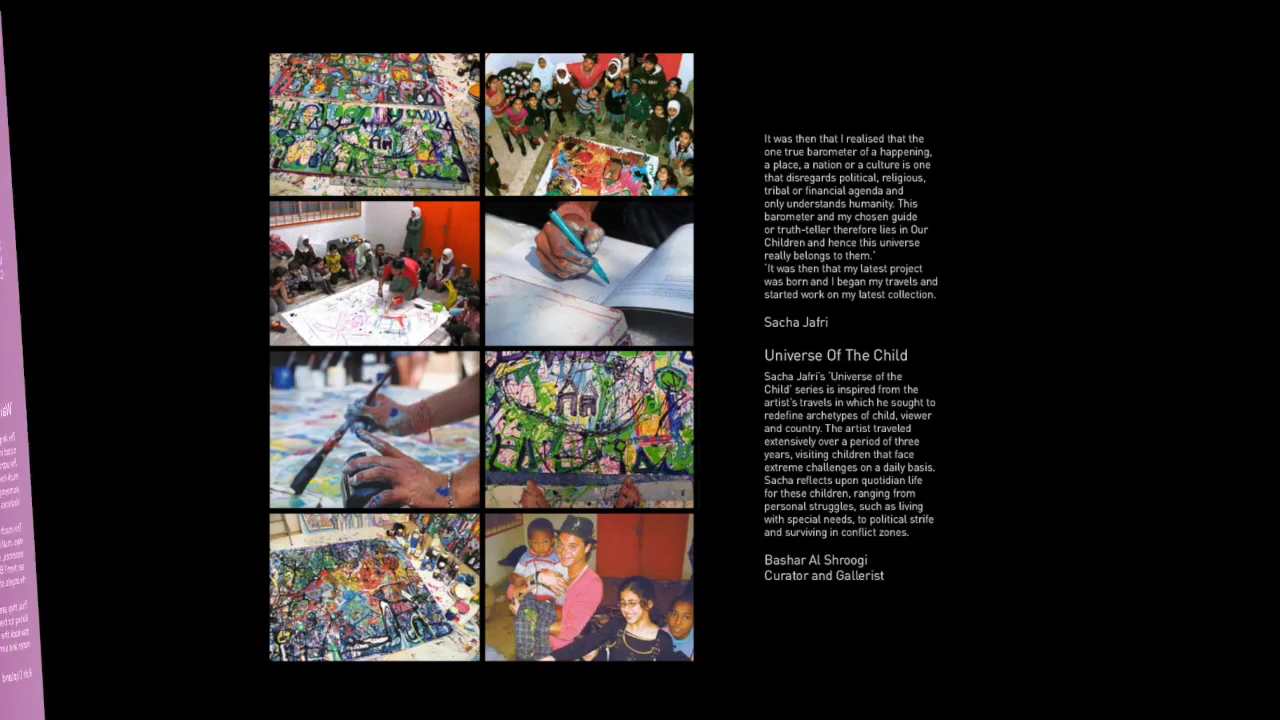 It was then that I realised that the
one true barometer of a happening,
a place, a nation or a culture is one
that disregards political, religious,
tribal or financial agenda and
only understands humanity. This
barometer and my chosen guide
or truth-teller therefore lies in Our
Children and hence this universe
really belongs to them.'
'It was then that my latest project
was born and I began my travels and
started work on my latest collection.
Sacha Jafri
Universe Of The Child
Sacha Jafri's 'Universe of the
Child' series is inspired from the
artist's travels in which he sought to
redefine archetypes of child, viewer
and country. The artist traveled
extensively over a period of three
years, visiting children that face
extreme challenges on a daily basis.
Sacha reflects upon quotidian life
for these children, ranging from
personal struggles, such as living
with special needs, to political strife
and surviving in conflict zones.
Bashar Al Shroogi
Curator and Gallerist